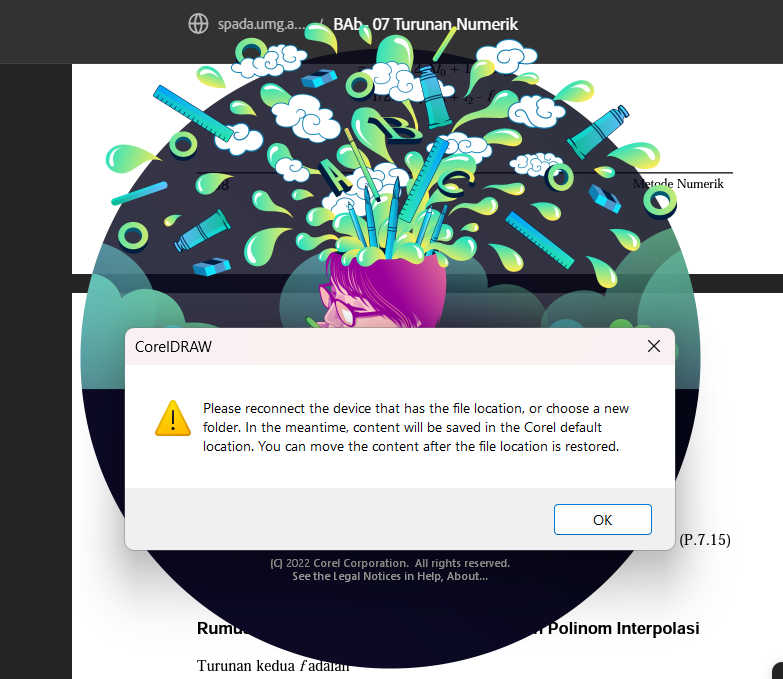 spada.umg.a... / BAb- 07 Turunan Numerik
Metode Numerik
CorelDRAW
Please reconnect the device that has the file location, or choose a new
folder. In the meantime, content will be saved in the Corel default
location. You can move the content after the file location is restored.
OK
(P.7.15)
(C) 2022 Corel Corporation. All rights reserved.
See the Legal Notices in Help, About...
Polinom Interpolasi
Turunan kedua f adalah